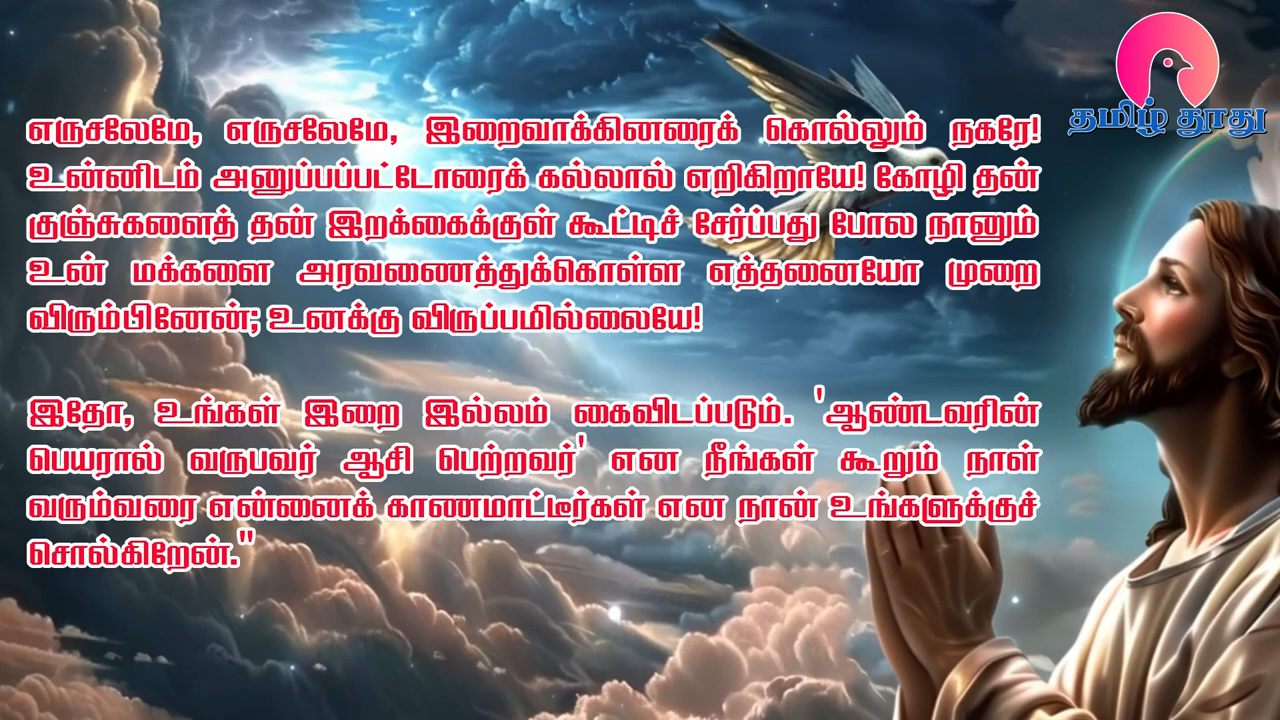 தமிழ் தூது
எருசலேமே, எருசலேமே, இறைவாக்கினரைக் கொல்லும் நகரே!
உன்னிடம் அனுப்பப்பட்டோரைக் கல்லால் எறிகிறாயே! கோழி தன்
குஞ்சுகளைத் தன் இறக்கைக்குள் கூட்டிச் சேர்ப்பது போல நானும்
உன் மக்களை அரவணைத்துக்கொள்ள எத்தனையோ முறை
விரும்பினேன்; உனக்கு விருப்பமில்லையே!
இதோ, உங்கள் இறை இல்லம் கைவிடப்படும். 'ஆண்டவரின்
பெயரால் வருபவர் ஆசி பெற்றவர்' என நீங்கள் கூறும் நாள்
வரும்வரை என்னைக் காணமாட்டீர்கள் என நான் உங்களுக்குச்
சொல்கிறேன்."